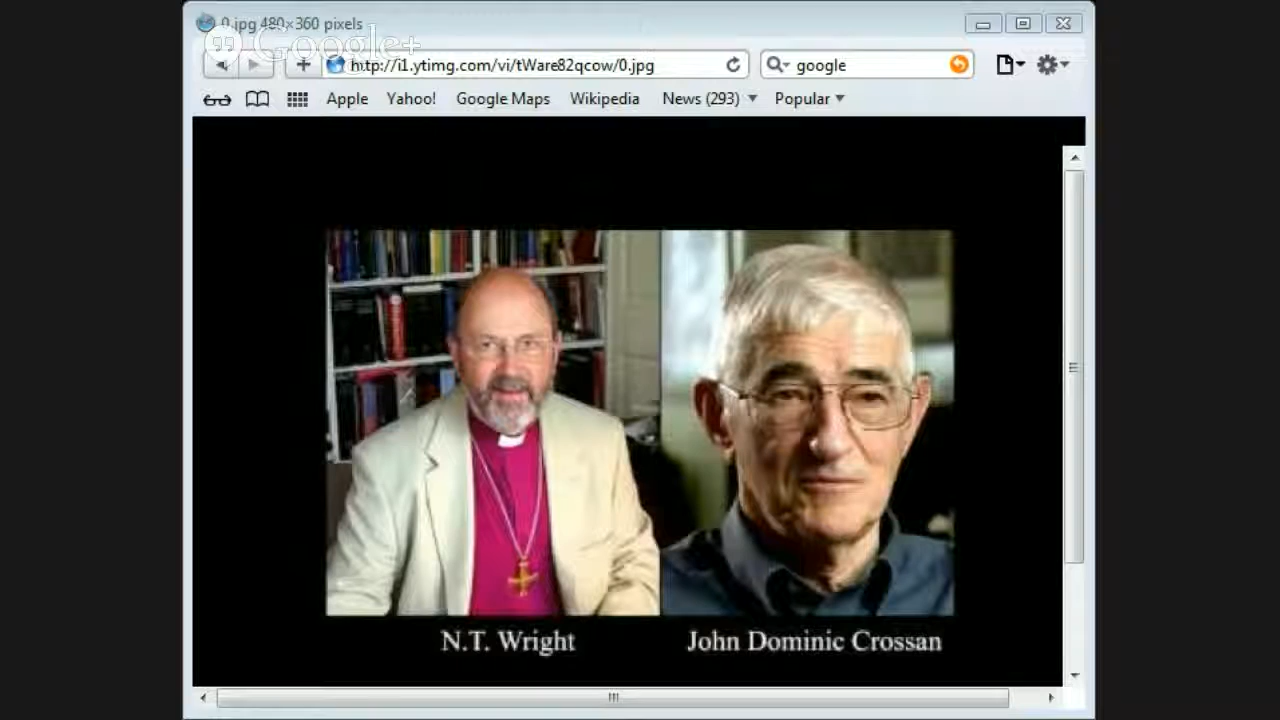 0.jpg 480×360 pixels
Google+
http://i1.ytimg.com/vi/tWare82qcow/0.jpg
google
Apple Yahoo! Google Maps Wikipedia News (293) Popular
N.T. Wright
John Dominic Crossan